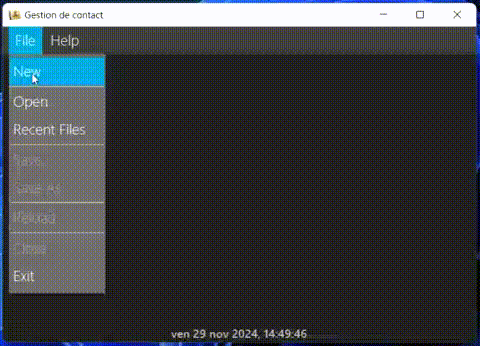 Gestion de contact
File Help
New
Open
Recent Files
Save
Save As
Reload
Close
Exit
ven 29 nov 2024, 14:49:46